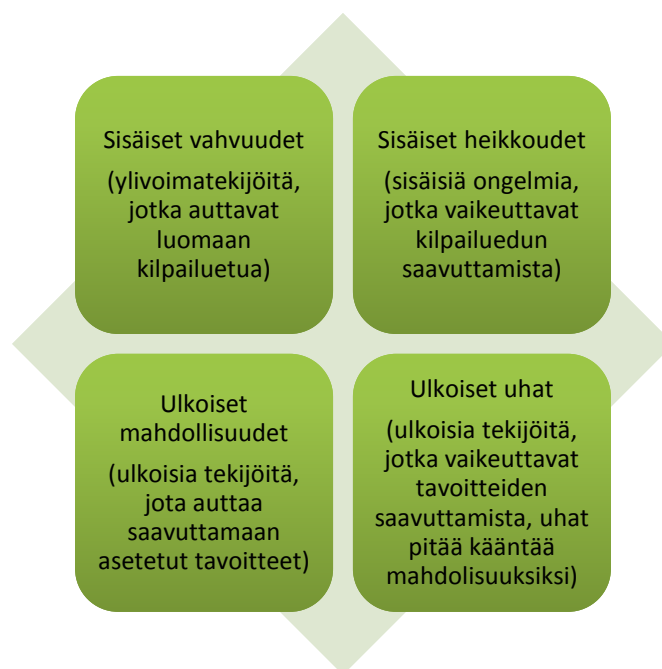 Sisäiset vahvuudet
(ylivoimatekijöitä,
jotka auttavat
luomaan
kilpailuetua)
Sisäiset heikkoudet
(sisäisiä ongelmia,
jotka vaikeuttavat
kilpailuedun
saavuttamista)
Ulkoiset
mahdollisuudet
(ulkoisia tekijöitä,
jota auttaa
saavuttamaan
asetetut tavoitteet)
Ulkoiset uhat
(ulkoisia tekijöitä,
jotka vaikeuttavat
tavoitteiden
saavuttamista, uhat
pitää kääntää
mahdolisuuksiksi)